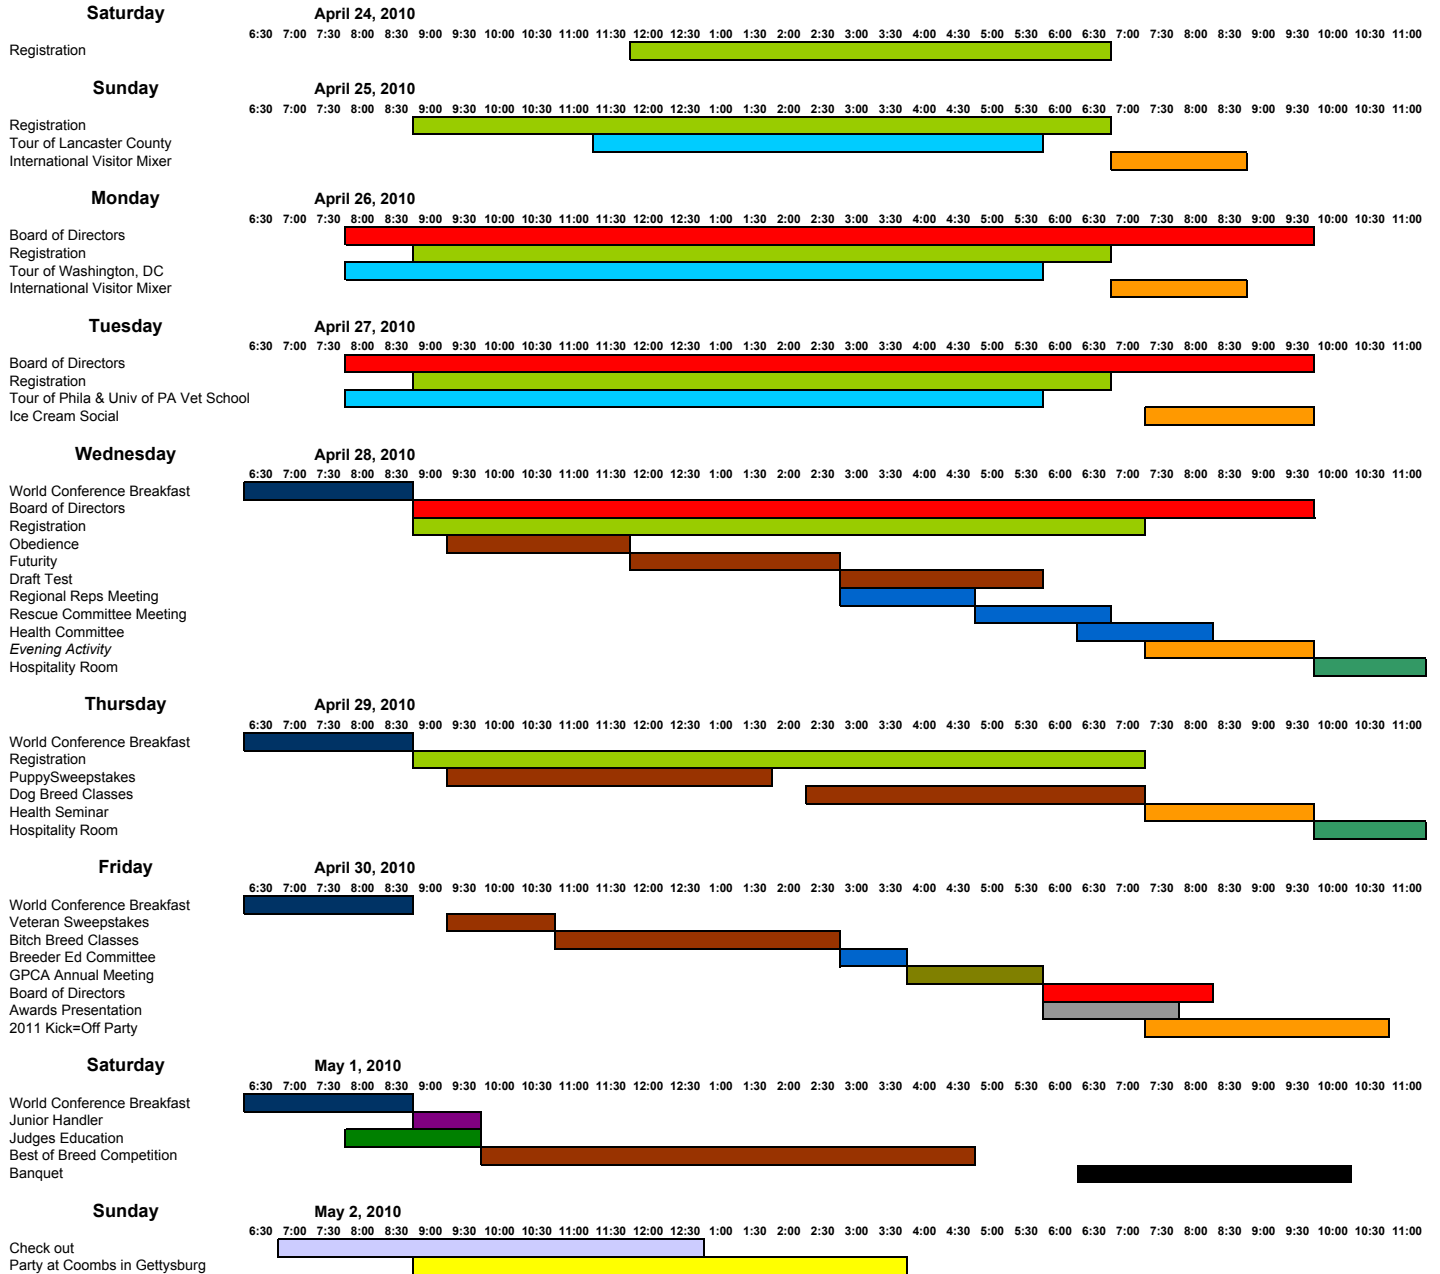 Saturday April 24, 2010
6:30 7:00 7:30 8:00 8:30 9:00 9:30 10:00 10:30 11:00 11:30 12:00 12:30 1:00 1:30 2:00 2:30 3:00 3:30 4:00 4:30 5:00 5:30 6:00 6:30 7:00 7:30 8:00 8:30 9:00 9:30 10:00 10:30 11:00
Registration
Sunday April 25, 2010
6:30 7:00 7:30 8:00 8:30 9:00 9:30 10:00 10:30 11:00 11:30 12:00 12:30 1:00 1:30 2:00 2:30 3:00 3:30 4:00 4:30 5:00 5:30 6:00 6:30 7:00 7:30 8:00 8:30 9:00 9:30 10:00 10:30 11:00
Registration
Tour of Lancaster County
International Visitor Mixer
Monday April 26, 2010
6:30 7:00 7:30 8:00 8:30 9:00 9:30 10:00 10:30 11:00 11:30 12:00 12:30 1:00 1:30 2:00 2:30 3:00 3:30 4:00 4:30 5:00 5:30 6:00 6:30 7:00 7:30 8:00 8:30 9:00 9:30 10:00 10:30 11:00
Board of Directors
Registration
Tour of Washington, DC
International Visitor Mixer
Tuesday April 27, 2010
6:30 7:00 7:30 8:00 8:30 9:00 9:30 10:00 10:30 11:00 11:30 12:00 12:30 1:00 1:30 2:00 2:30 3:00 3:30 4:00 4:30 5:00 5:30 6:00 6:30 7:00 7:30 8:00 8:30 9:00 9:30 10:00 10:30 11:00
Board of Directors
Registration
Tour of Phila & Univ of PA Vet School
Ice Cream Social
Wednesday April 28, 2010
6:30 7:00 7:30 8:00 8:30 9:00 9:30 10:00 10:30 11:00 11:30 12:00 12:30 1:00 1:30 2:00 2:30 3:00 3:30 4:00 4:30 5:00 5:30 6:00 6:30 7:00 7:30 8:00 8:30 9:00 9:30 10:00 10:30 11:00
World Conference Breakfast
Board of Directors
Registration
Obedience
Futurity
Draft Test
Regional Reps Meeting
Rescue Committee Meeting
Health Committee
Evening Activity
Hospitality Room
Thursday April 29, 2010
6:30 7:00 7:30 8:00 8:30 9:00 9:30 10:00 10:30 11:00 11:30 12:00 12:30 1:00 1:30 2:00 2:30 3:00 3:30 4:00 4:30 5:00 5:30 6:00 6:30 7:00 7:30 8:00 8:30 9:00 9:30 10:00 10:30 11:00
World Conference Breakfast
Registration
PuppySweepstakes
Dog Breed Classes
Health Seminar
Hospitality Room
Friday April 30, 2010
6:30 7:00 7:30 8:00 8:30 9:00 9:30 10:00 10:30 11:00 11:30 12:00 12:30 1:00 1:30 2:00 2:30 3:00 3:30 4:00 4:30 5:00 5:30 6:00 6:30 7:00 7:30 8:00 8:30 9:00 9:30 10:00 10:30 11:00
World Conference Breakfast
Veteran Sweepstakes
Bitch Breed Classes
Breeder Ed Committee
GPCA Annual Meeting
Board of Directors
Awards Presentation
2011 Kick=Off Party
Saturday May 1, 2010
6:30 7:00 7:30 8:00 8:30 9:00 9:30 10:00 10:30 11:00 11:30 12:00 12:30 1:00 1:30 2:00 2:30 3:00 3:30 4:00 4:30 5:00 5:30 6:00 6:30 7:00 7:30 8:00 8:30 9:00 9:30 10:00 10:30 11:00
World Conference Breakfast
Junior Handler
Judges Education
Best of Breed Competition
Banquet
Sunday May 2, 2010
6:30 7:00 7:30 8:00 8:30 9:00 9:30 10:00 10:30 11:00 11:30 12:00 12:30 1:00 1:30 2:00 2:30 3:00 3:30 4:00 4:30 5:00 5:30 6:00 6:30 7:00 7:30 8:00 8:30 9:00 9:30 10:00 10:30 11:00
Check out
Party at Coombs in Gettysburg